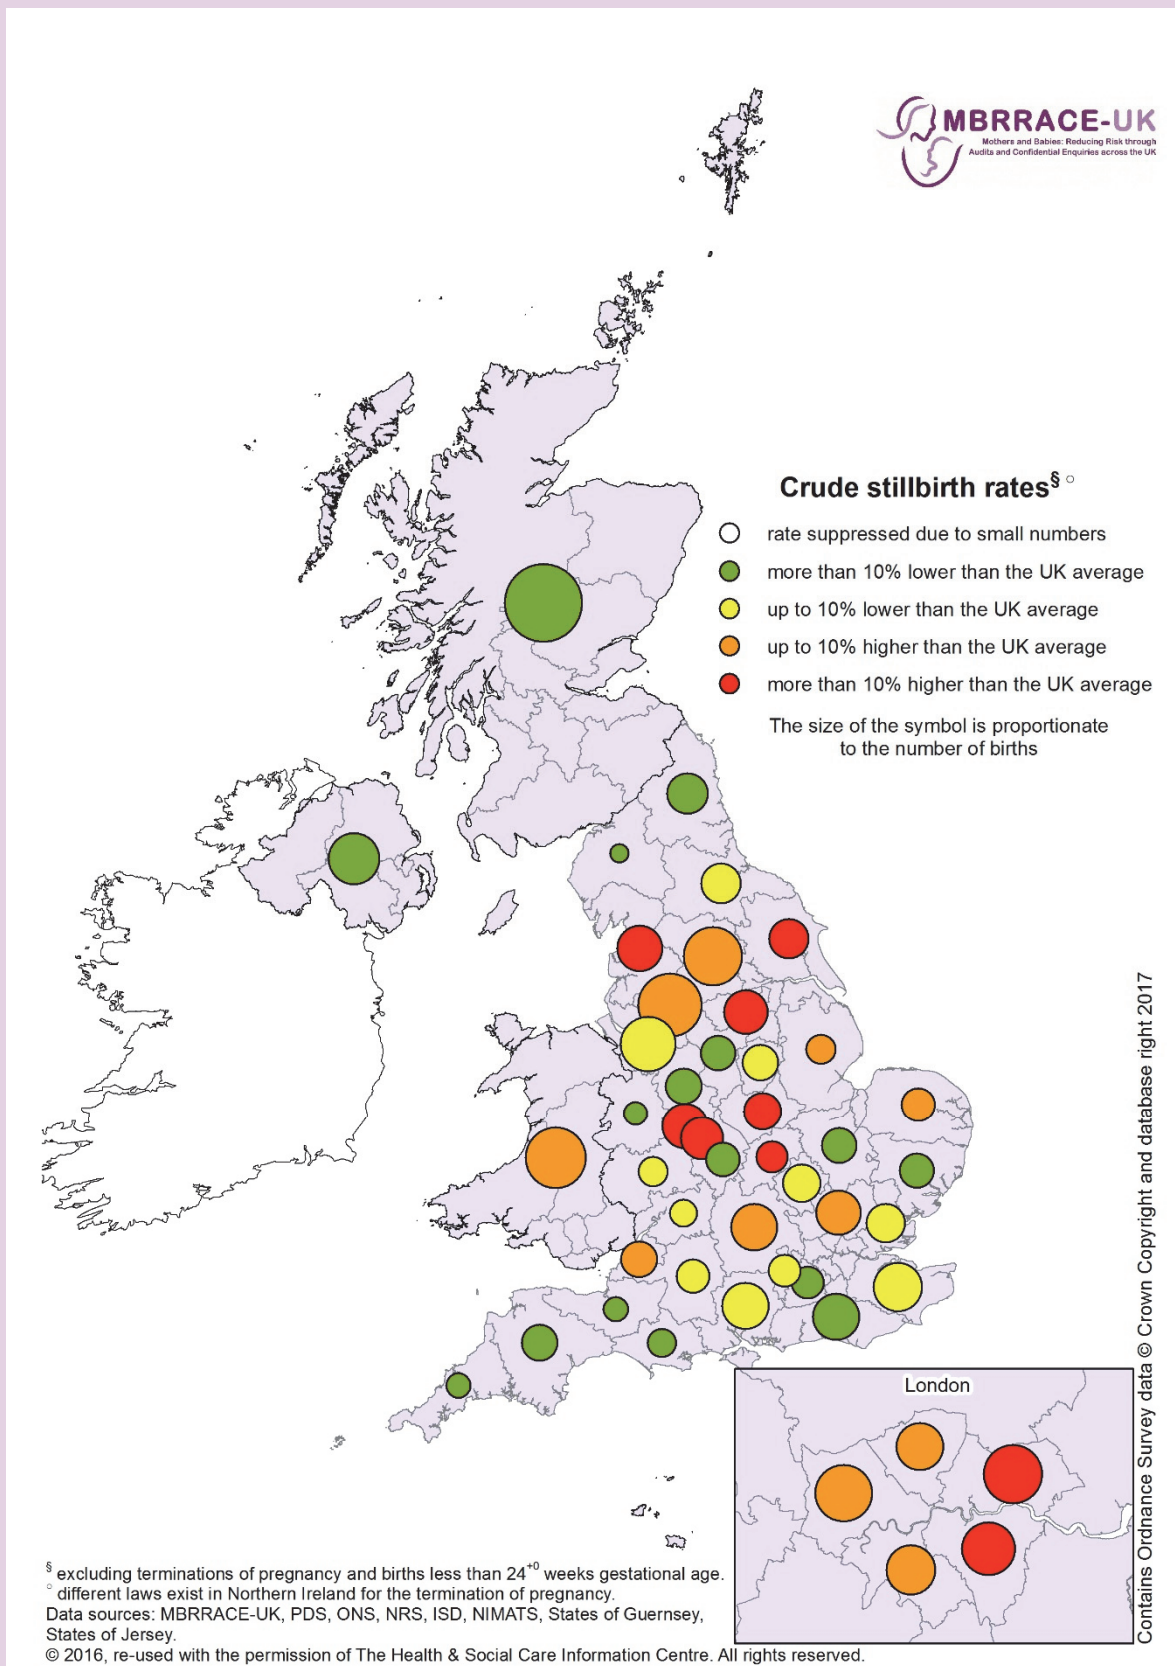 MBRRACE-UK
Mothers and Babies: Reducing Risk through
Audits and Confidential Enquiries across the UK
Crude stillbirth rates§ ○
rate suppressed due to small numbers
more than 10% lower than the UK average
up to 10% lower than the UK average
up to 10% higher than the UK average
more than 10% higher than the UK average
The size of the symbol is proportionate
to the number of births
London
Contains Ordnance Survey data © Crown Copyright and database right 2017
§ excluding terminations of pregnancy and births less than 24+0 weeks gestational age.
○ different laws exist in Northern Ireland for the termination of pregnancy.
Data sources: MBRRACE-UK, PDS, ONS, NRS, ISD, NIMATS, States of Guernsey,
States of Jersey.
© 2016, re-used with the permission of The Health & Social Care Information Centre. All rights reserved.